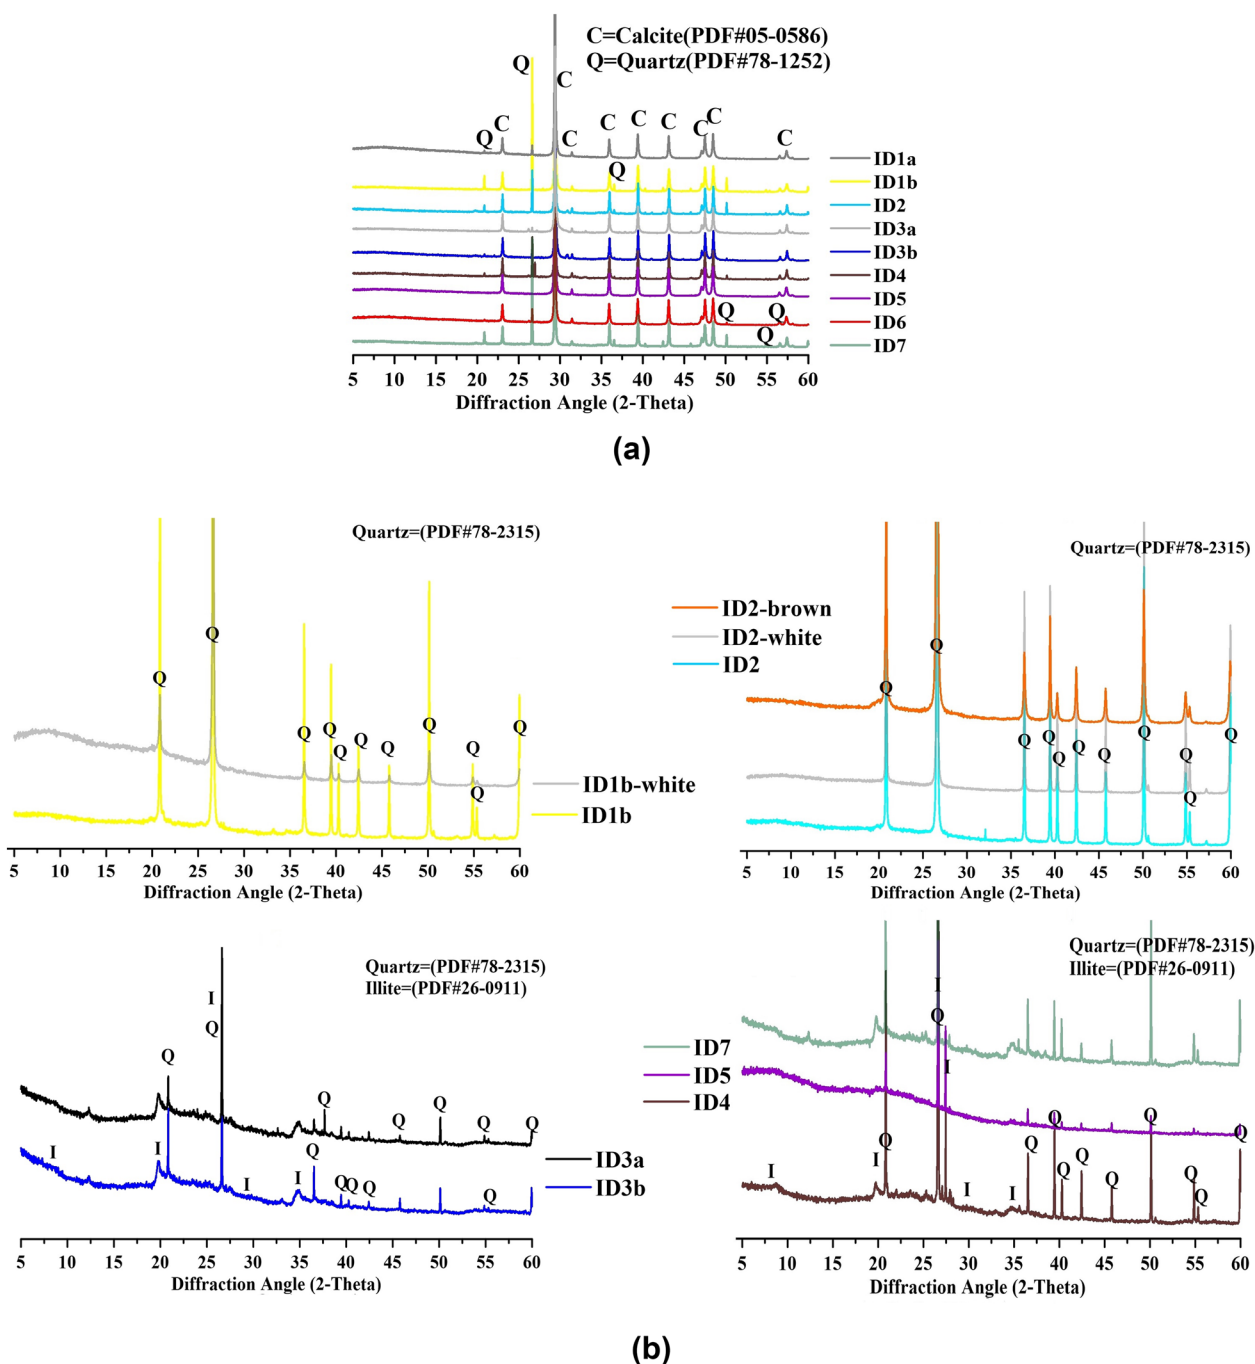 C=Calcite(PDF#05-0586)
Q=Quartz(PDF#78-1252)
Q C C
Q C C C C C C C C
Q
Q Q
Q
ID1a
ID1b
ID2
ID3a
ID3b
ID4
ID5
ID6
ID7
5 10 15 20 25 30 35 40 45 50 55 60
Diffraction Angle (2-Theta)
(a)
Quartz=(PDF#78-2315)
Q Q Q Q Q Q Q Q Q Q Q
ID1b-white
ID1b
5 10 15 20 25 30 35 40 45 50 55 60
Diffraction Angle (2-Theta)
Quartz=(PDF#78-2315)
ID2-brown
ID2-white
ID2
Q Q Q Q Q Q Q Q Q Q Q
5 10 15 20 25 30 35 40 45 50 55 60
Diffraction Angle (2-Theta)
Quartz=(PDF#78-2315)
Illite=(PDF#26-0911)
I
Q
Q Q Q Q Q Q
I I I I Q Q Q Q Q
ID3a
ID3b
5 10 15 20 25 30 35 40 45 50 55 60
Diffraction Angle (2-Theta)
Quartz=(PDF#78-2315)
Illite=(PDF#26-0911)
ID7
ID5
ID4
I
Q
I
Q Q Q Q
I I I I Q Q Q Q Q Q
5 10 15 20 25 30 35 40 45 50 55 60
Diffraction Angle (2-Theta)
(b)